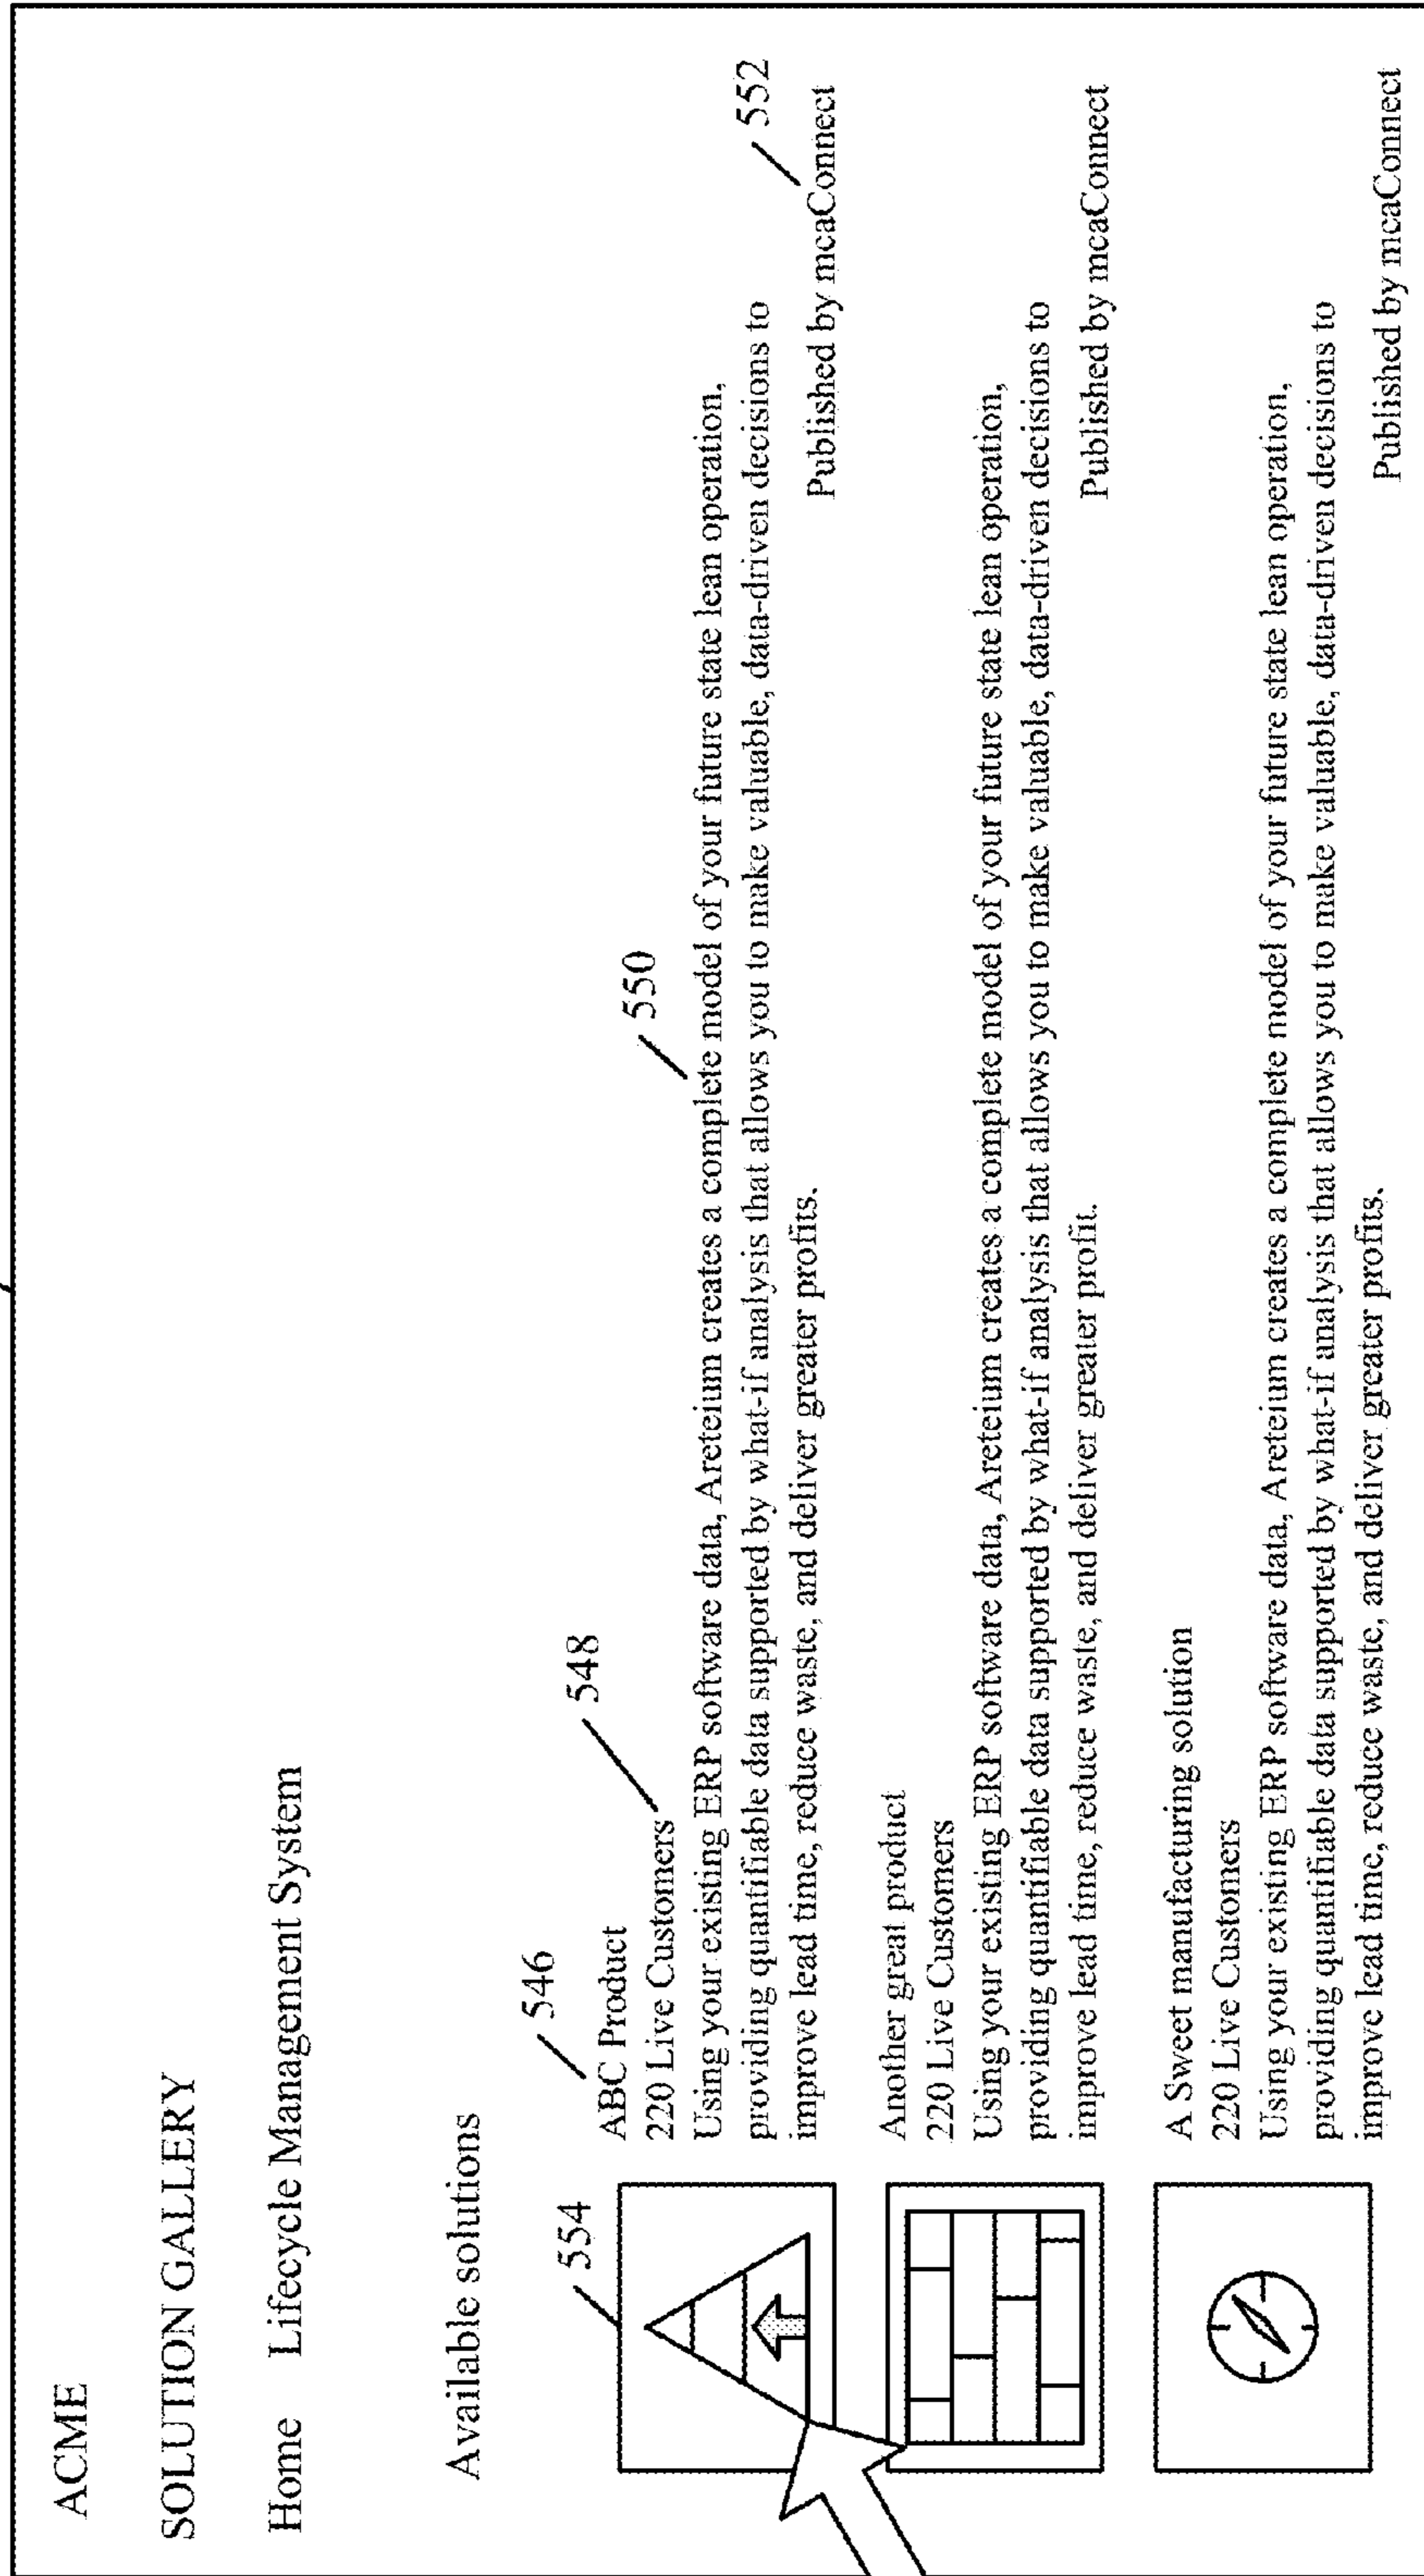 ACME
SOLUTION GALLERY
Home Lifecycle Management System
Available solutions
554
546
ABC Product
548
220 Live Customers
550
Using your existing ERP software data, Areteium creates a complete model of your future state lean operation,
providing quantifiable data supported by what-if analysis that allows you to make valuable, data-driven decisions to
improve lead time, reduce waste, and deliver greater profits.
552
Published by mcaConnect
Another great product
220 Live Customers
Using your existing ERP software data, Areteium creates a complete model of your future state lean operation,
providing quantifiable data supported by what-if analysis that allows you to make valuable, data-driven decisions to
improve lead time, reduce waste, and deliver greater profit.
Published by mcaConnect
A Sweet manufacturing solution
220 Live Customers
Using your existing ERP software data, Areteium creates a complete model of your future state lean operation,
providing quantifiable data supported by what-if analysis that allows you to make valuable, data-driven decisions to
improve lead time, reduce waste, and deliver greater profits.
Published by mcaConnect